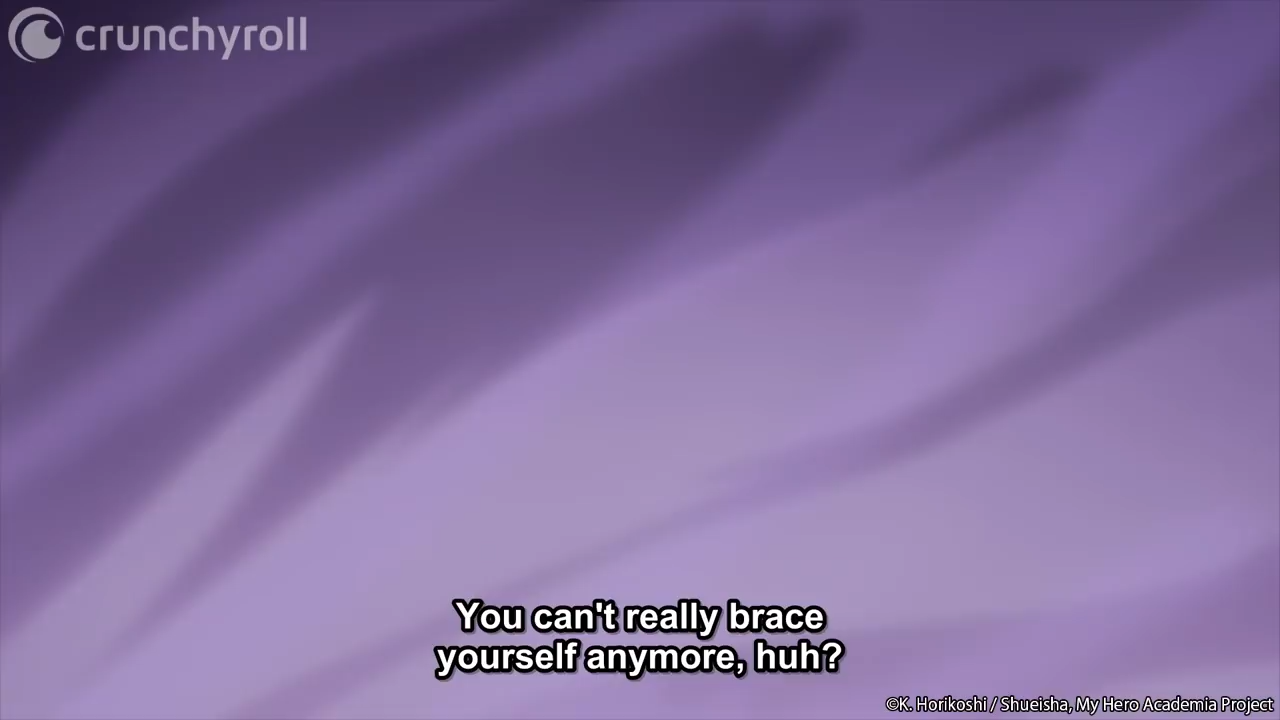 crunchyroll
You can't really brace
yourself anymore, huh?
©K. Horikoshi / Shueisha, My Hero Academia Project